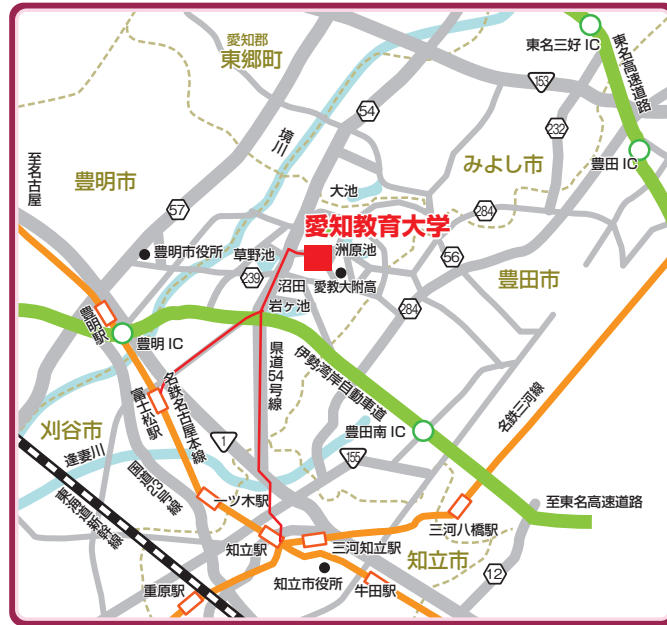 愛知郡
東郷町
東名三好 IC
東名高速道路
153
54
232
境川
みよし市
豊田 IC
至名古屋
豊明市
大池
57
284
愛知教育大学
豊明市役所
草野池
洲原池
56
239
沼田
愛教大附高
豊田市
岩ヶ池
284
豊明駅
豊明 IC
県道54号線
伊勢湾岸自動車道
名鉄三河線
富士松駅
名鉄名古屋本線
刈谷市
1
豊田南 IC
逢妻川
155
国道23号線
一ツ木駅
至東名高速道路
東海道新幹線
知立駅
三河知立駅
三河八橋駅
知立市
知立市役所
12
重原駅
牛田駅